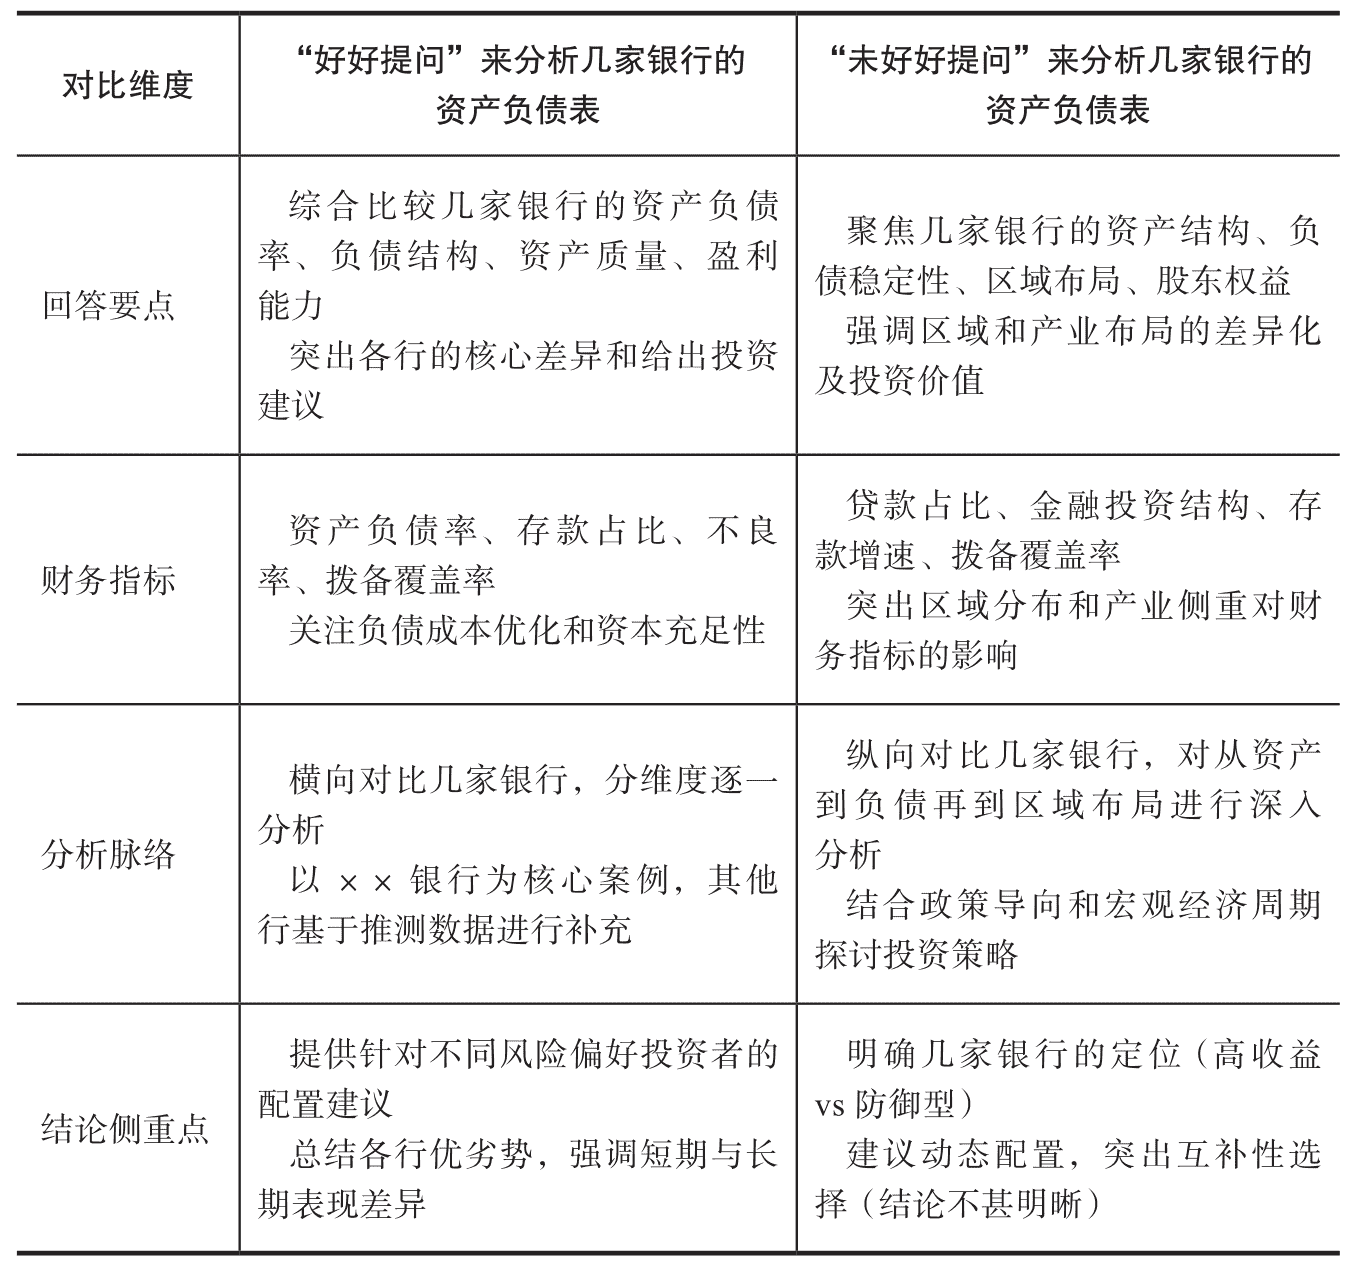 对比维度
“好好提问”来分析几家银行的
资产负债表
“未好好提问”来分析几家银行的
资产负债表
回答要点
综合比较几家银行的资产负债
率、负债结构、资产质量、盈利
能力
突出各行的核心差异和给出投资
建议
聚焦几家银行的资产结构、负
债稳定性、区域布局、股东权益
强调区域和产业布局的差异化
及投资价值
财务指标
资产负债率、存款占比、不良
率、拨备覆盖率
关注负债成本优化和资本充足性
贷款占比、金融投资结构、存
款增速、拨备覆盖率
突出区域分布和产业侧重对财
务指标的影响
分析脉络
横向对比几家银行，分维度逐一
分析
以 × × 银行为核心案例，其他
行基于推测数据进行补充
纵向对比几家银行，对从资产
到负债再到区域布局进行深入
分析
结合政策导向和宏观经济周期
探讨投资策略
结论侧重点
提供针对不同风险偏好投资者的
配置建议
总结各行优劣势，强调短期与长
期表现差异
明确几家银行的定位（高收益
vs 防御型）
建议动态配置，突出互补性选
择（结论不甚明晰）